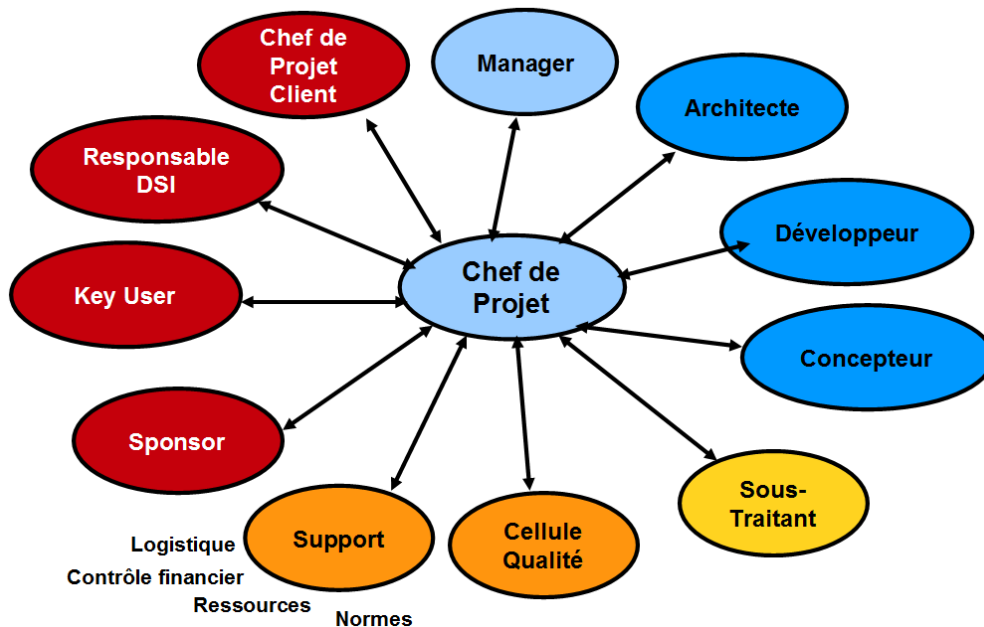 Chef de
Projet
Client
Manager
Architecte
Responsable
DSI
Développeur
Chef de
Projet
Key User
Concepteur
Sponsor
Sous-
Traitant
Support
Cellule
Qualité
Logistique
Contrôle financier
Ressources
Normes